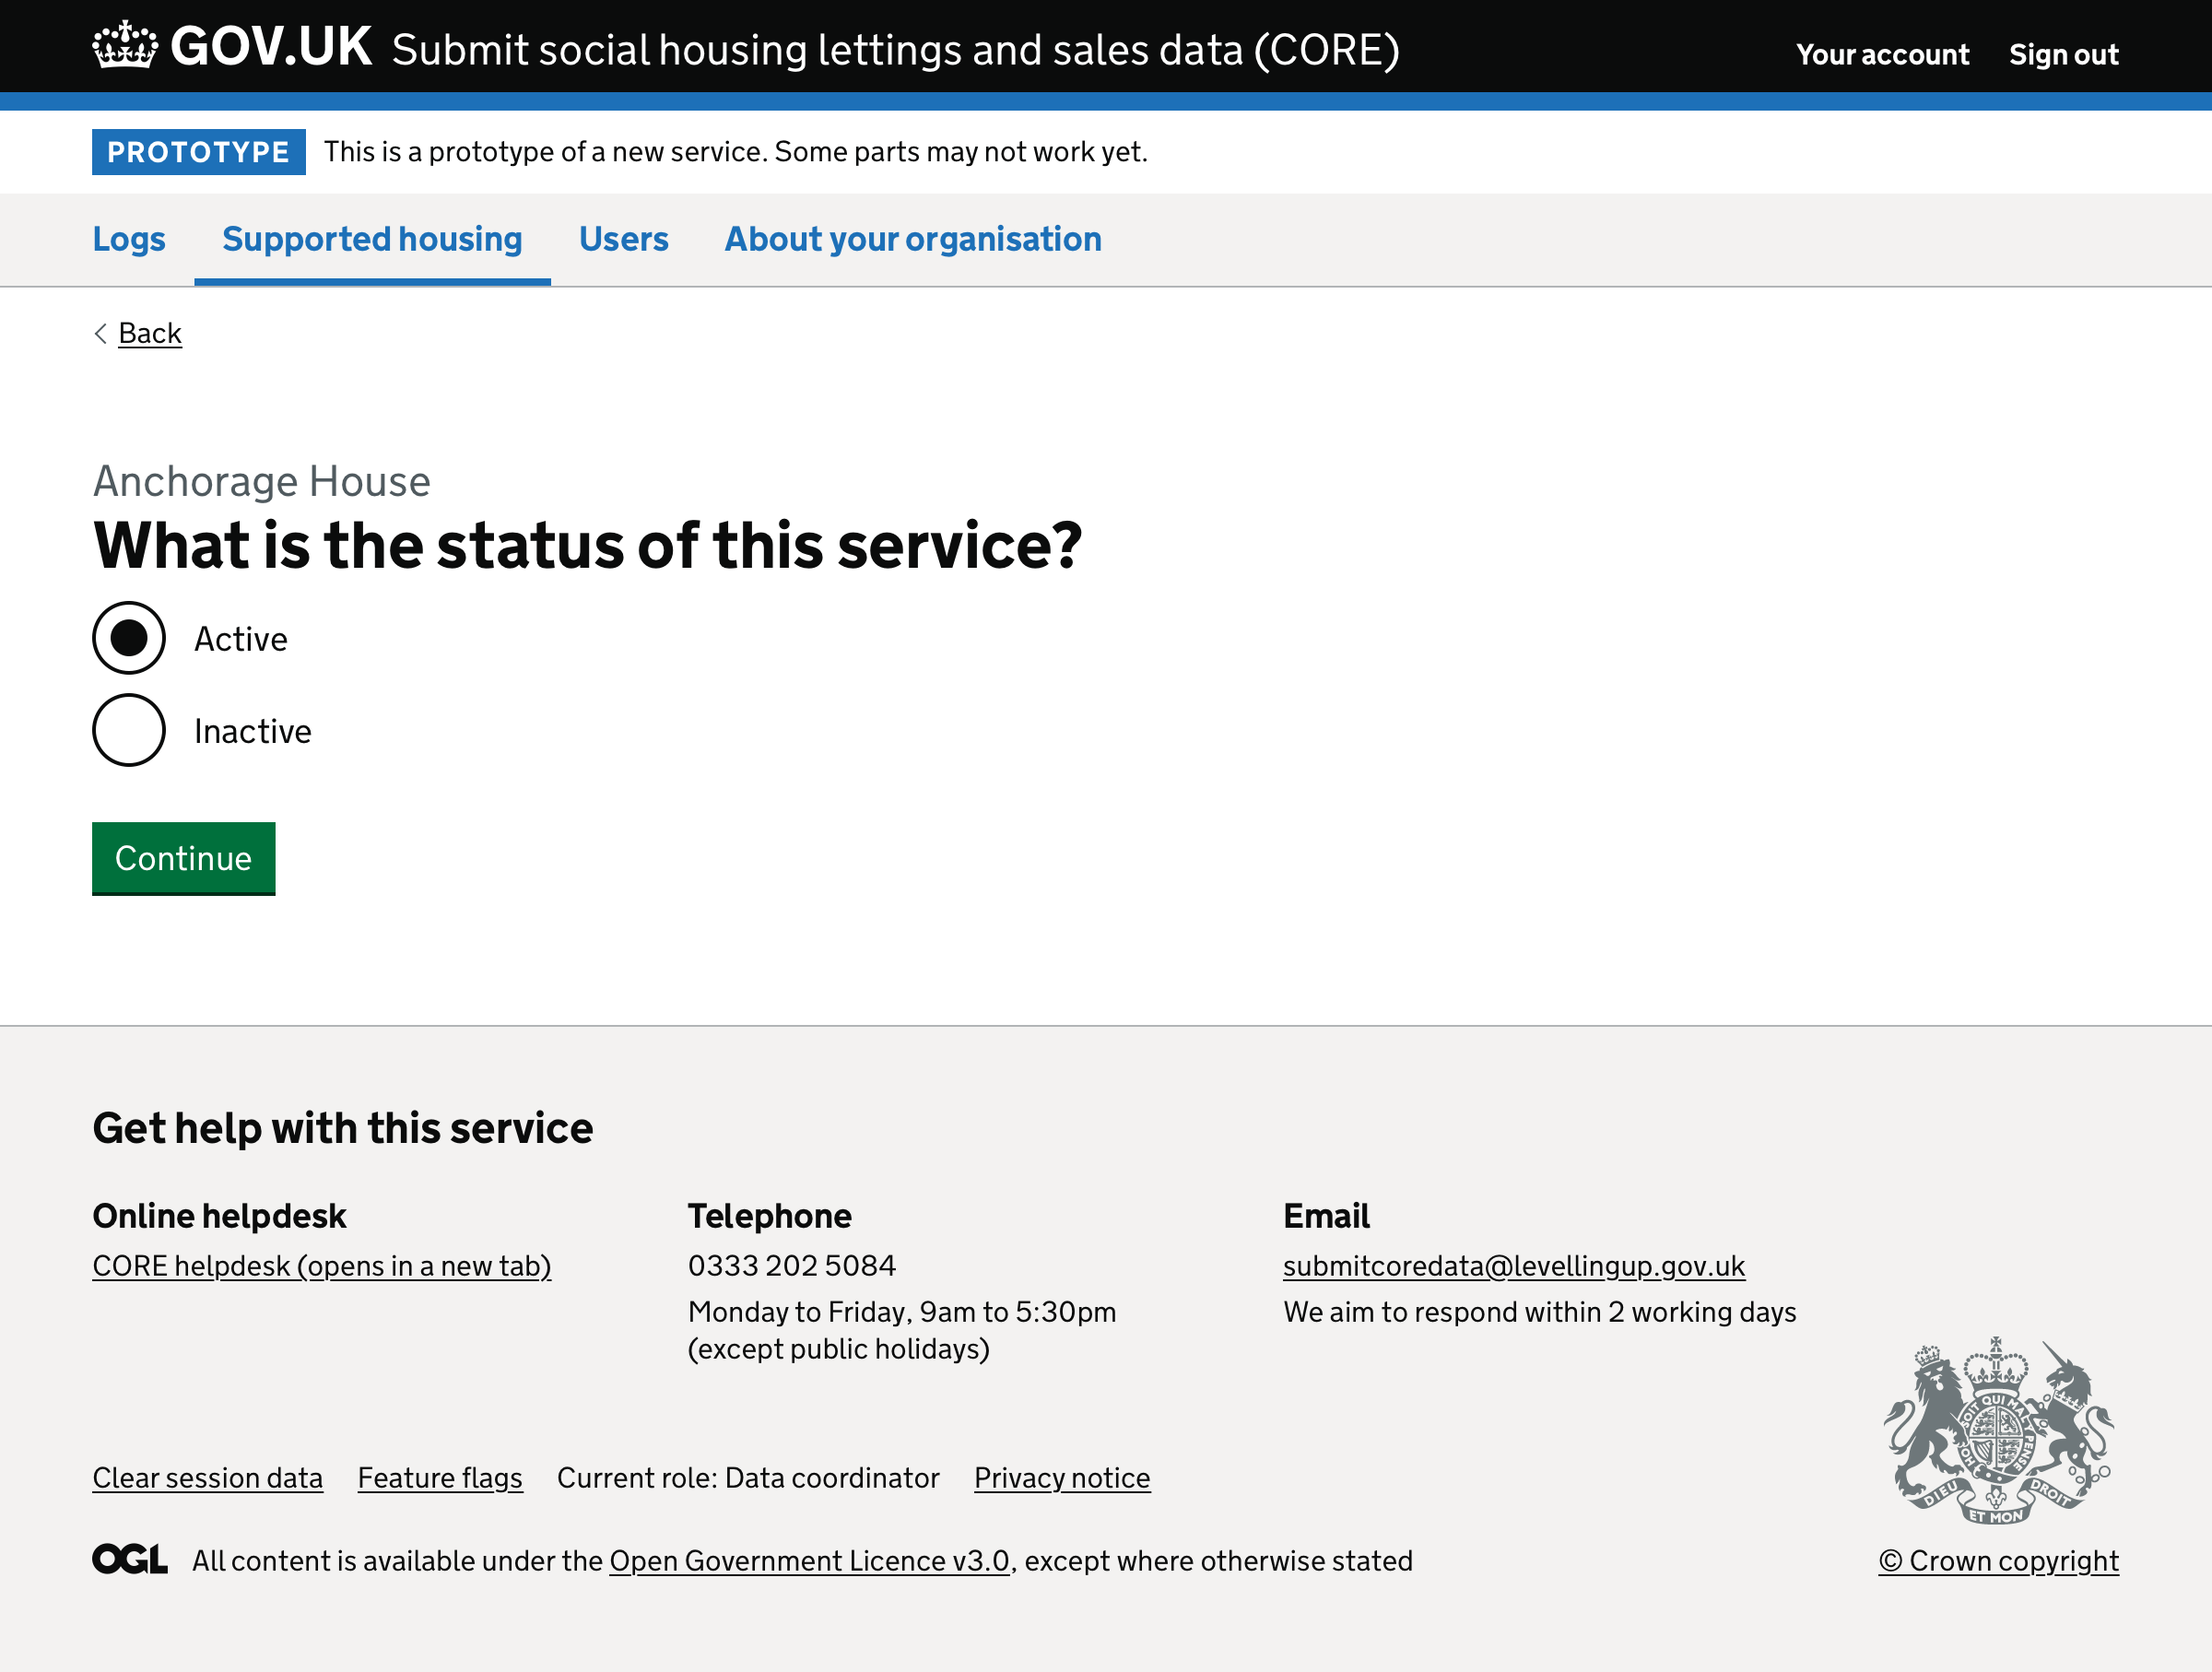 GOV.UK Submit social housing lettings and sales data (CORE) Your account Sign out
PROTOTYPE This is a prototype of a new service. Some parts may not work yet.
Logs Supported housing Users About your organisation
Back
Anchorage House
What is the status of this service?
Active
Inactive
Continue
Get help with this service
Online helpdesk
CORE helpdesk (opens in a new tab)
Telephone
0333 202 5084
Monday to Friday, 9am to 5:30pm
(except public holidays)
Email
submitcoredata@levellingup.gov.uk
We aim to respond within 2 working days
Clear session data Feature flags Current role: Data coordinator Privacy notice
OGL All content is available under the Open Government Licence v3.0, except where otherwise stated
SOIT QUI MAL PENSE
DIEU ET MON DROIT
© Crown copyright